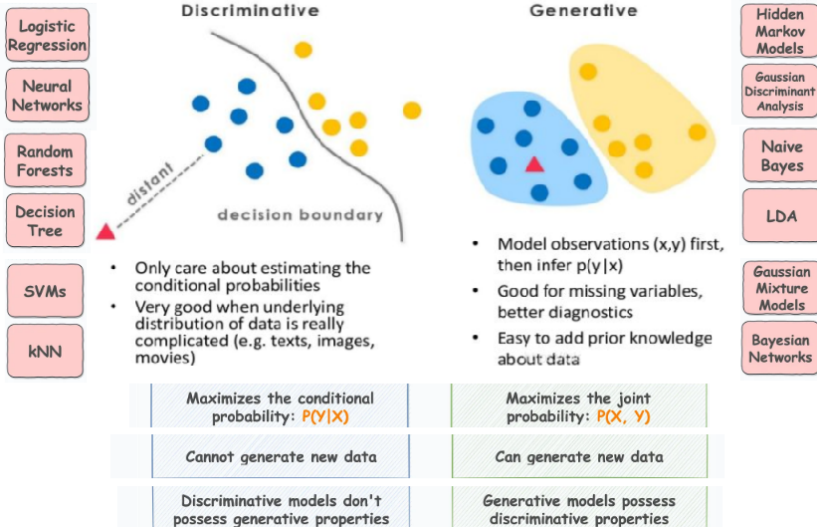 Discriminative
Generative
Logistic
Regression
Neural
Networks
Random
Forests
Decision
Tree
SVMs
kNN
distant
decision boundary
• Only care about estimating the
conditional probabilities
• Very good when underlying
distribution of data is really
complicated (e.g. texts, images,
movies)
• Model observations (x,y) first,
then infer p(y|x)
• Good for missing variables,
better diagnostics
• Easy to add prior knowledge
about data
Hidden
Markov
Models
Gaussian
Discriminant
Analysis
Naive
Bayes
LDA
Gaussian
Mixture
Models
Bayesian
Networks
Maximizes the conditional
probability: P(Y|X)
Maximizes the joint
probability: P(X, Y)
Cannot generate new data
Can generate new data
Discriminative models don't
possess generative properties
Generative models possess
discriminative properties